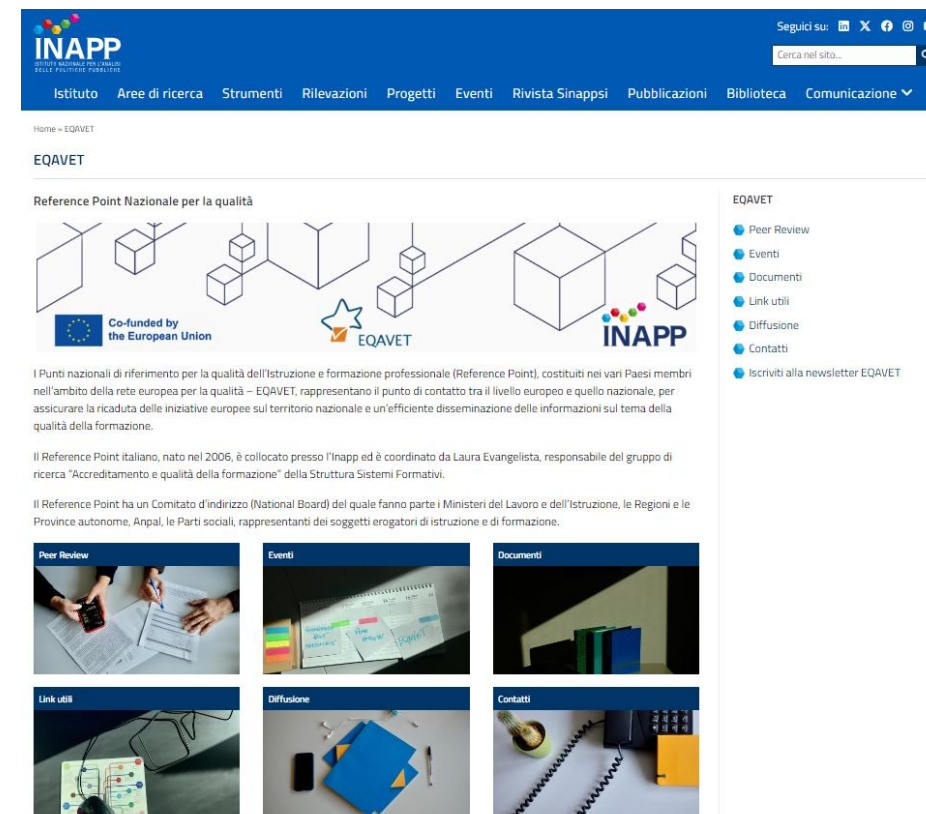 Seguici su:
INAPP
ISTITUTO NAZIONALE PER L'ANALISI
DELLE POLITICHE PUBBLICHE
Cerca nel sito...
Istituto Aree di ricerca Strumenti Rilevazioni Progetti Eventi Rivista Sinappsi Pubblicazioni Biblioteca Comunicazione
Home » EQAVET
EQAVET
Reference Point Nazionale per la qualità
Co-funded by
the European Union
EQAVET
INAPP
I Punti nazionali di riferimento per la qualità dell'Istruzione e formazione professionale (Reference Point), costituiti nei vari Paesi membri
nell'ambito della rete europea per la qualità – EQAVET, rappresentano il punto di contatto tra il livello europeo e quello nazionale, per
assicurare la ricaduta delle iniziative europee sul territorio nazionale e un'efficiente disseminazione delle informazioni sul tema della
qualità della formazione.
Il Reference Point italiano, nato nel 2006, è collocato presso l'Inapp ed è coordinato da Laura Evangelista, responsabile del gruppo di
ricerca "Accreditamento e qualità della formazione" della Struttura Sistemi Formativi.
Il Reference Point ha un Comitato d'indirizzo (National Board) del quale fanno parte i Ministeri del Lavoro e dell'Istruzione, le Regioni e le
Province autonome, Anpal, le Parti sociali, rappresentanti dei soggetti erogatori di istruzione e di formazione.
Peer Review
Eventi
EQAVET
Documenti
Link utili
Diffusione
Contatti
EQAVET
Peer Review
Eventi
Documenti
Link utili
Diffusione
Contatti
Iscriviti alla newsletter EQAVET